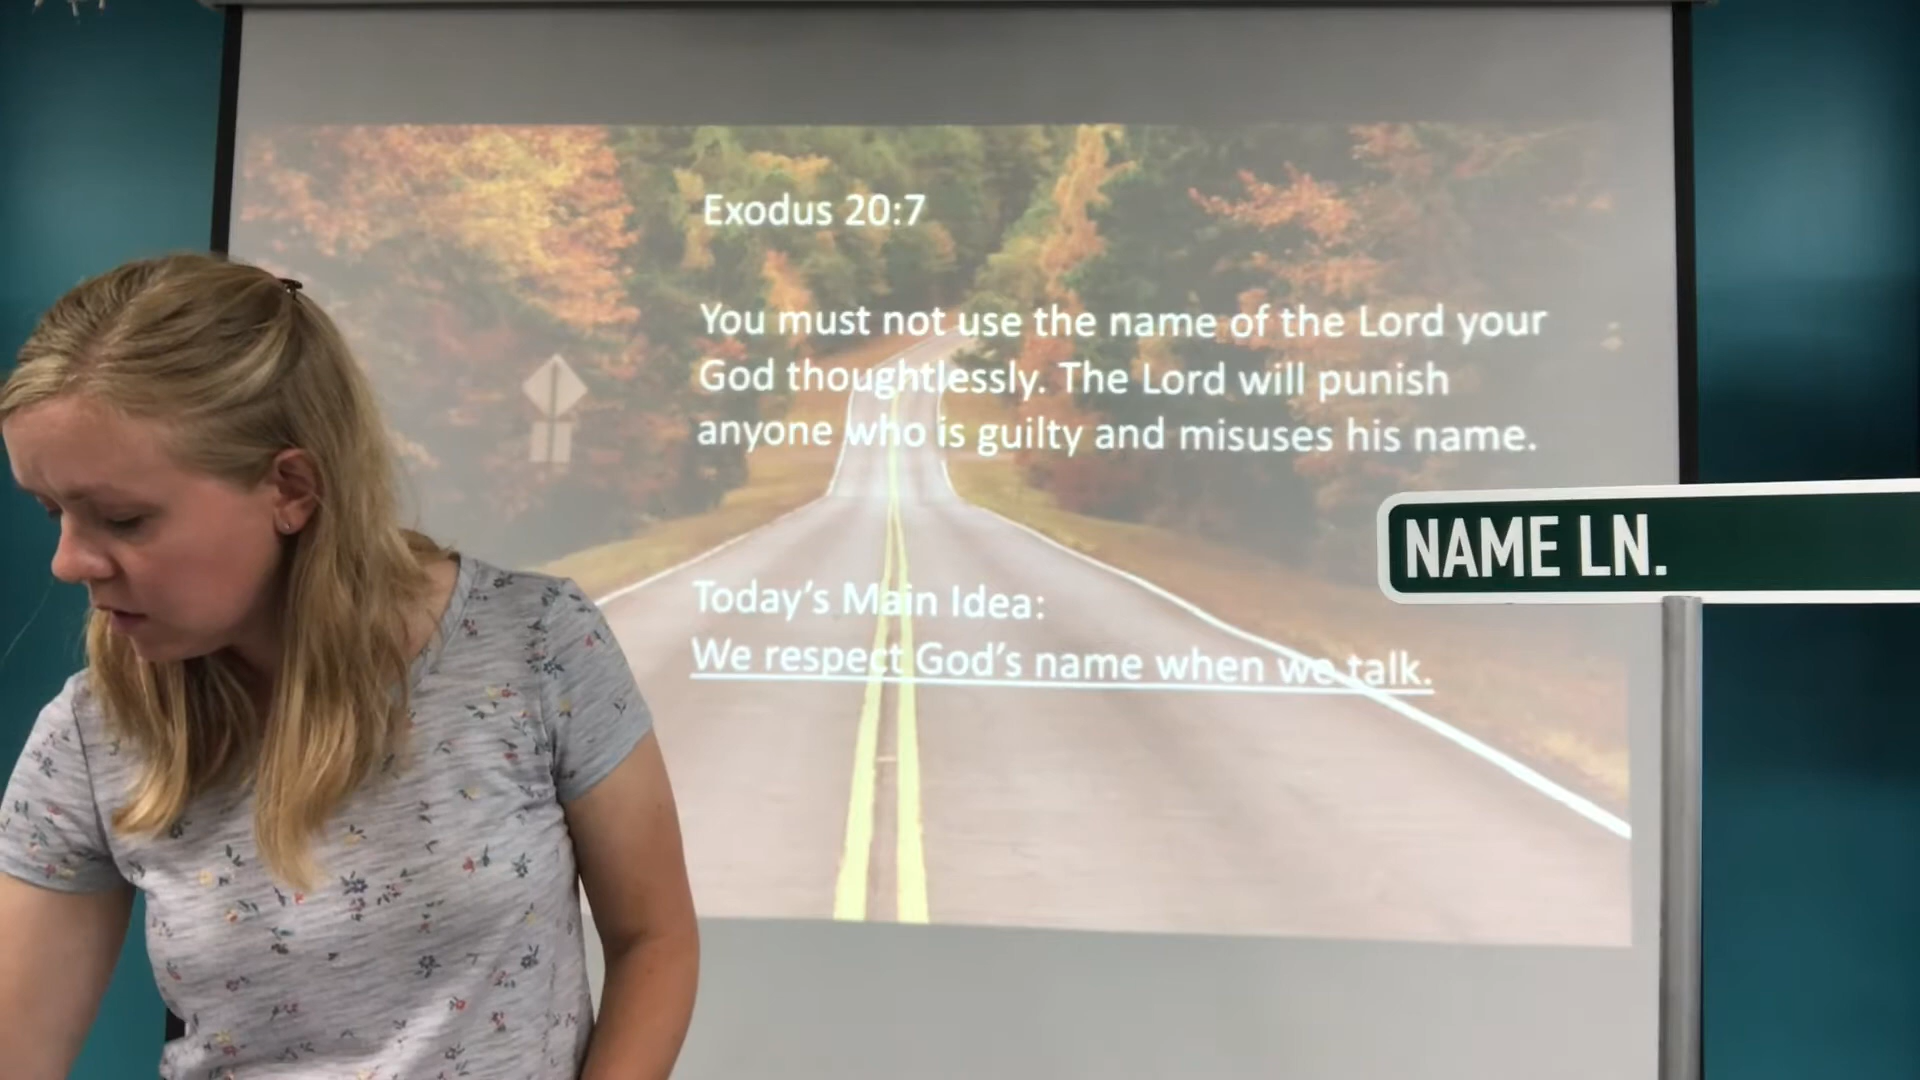 Exodus 20:7
You must not use the name of the Lord your
God thoughtlessly. The Lord will punish
anyone who is guilty and misuses his name.
NAME LN.
Today's Main Idea:
We respect God's name when we talk.